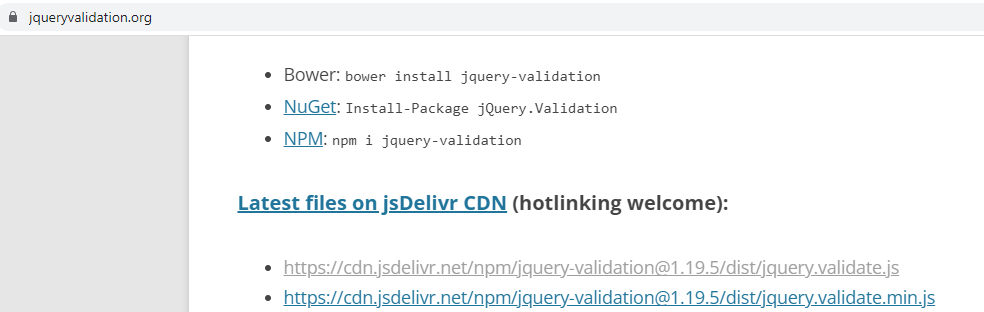 jqueryvalidation.org
Bower: bower install jquery-validation
NuGet: Install-Package jQuery.Validation
NPM: npm i jquery-validation
Latest files on jsDelivr CDN (hotlinking welcome):
https://cdn.jsdelivr.net/npm/jquery-validation@1.19.5/dist/jquery.validate.js
https://cdn.jsdelivr.net/npm/jquery-validation@1.19.5/dist/jquery.validate.min.js